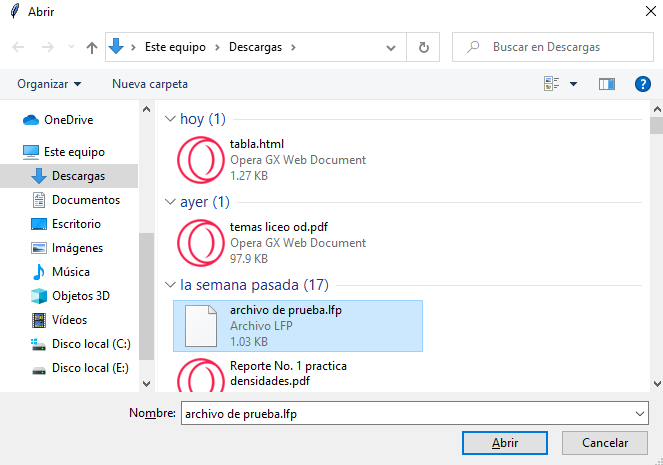 Abrir
Este equipo
Descargas
Buscar en Descargas
Organizar
Nueva carpeta
OneDrive
Este equipo
Descargas
Documentos
Escritorio
Imágenes
Música
Objetos 3D
Vídeos
Disco local (C:)
Disco local (E:)
hoy (1)
tabla.html
Opera GX Web Document
1.27 KB
ayer (1)
temas liceo od.pdf
Opera GX Web Document
97.9 KB
la semana pasada (17)
archivo de prueba.lfp
Archivo LFP
1.03 KB
Reporte No. 1 practica
densidades.pdf
Nombre:
archivo de prueba.lfp
Abrir
Cancelar